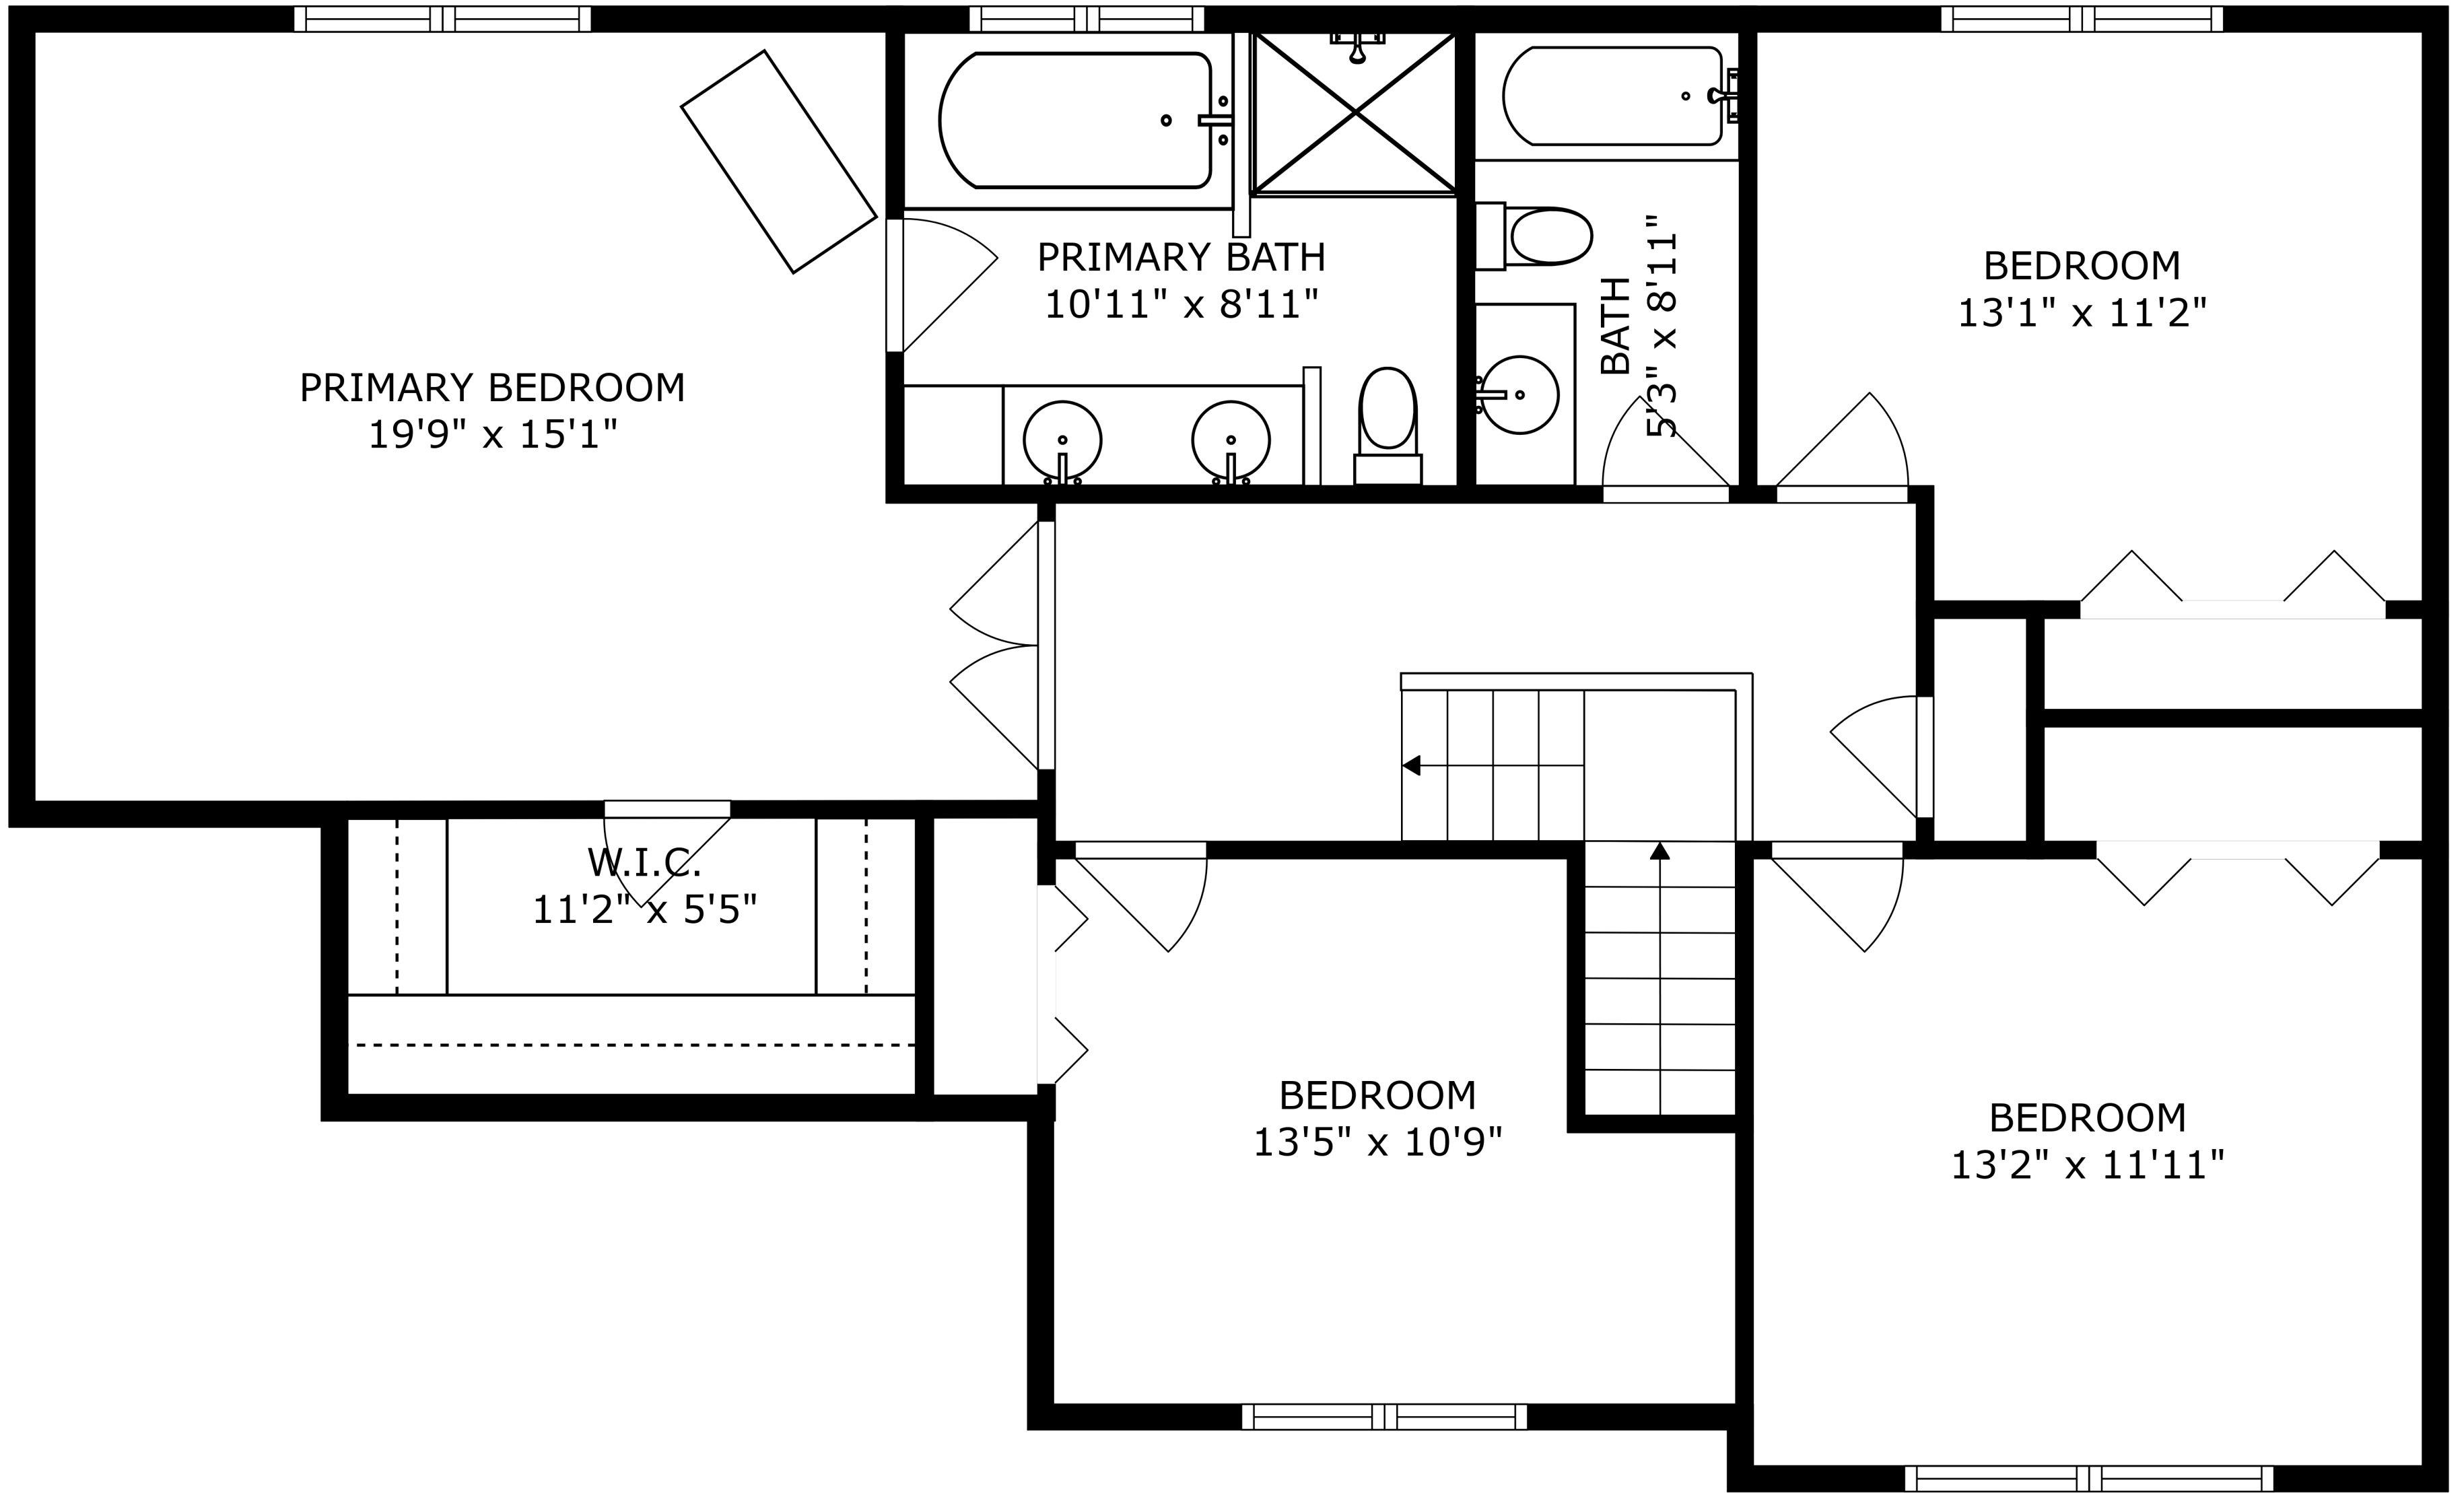 PRIMARY BEDROOM
19'9" x 15'1"
PRIMARY BATH
10'11" x 8'11"
BATH
5'3" x 8'11"
BEDROOM
13'1" x 11'2"
W.I.C.
11'2" x 5'5"
BEDROOM
13'5" x 10'9"
BEDROOM
13'2" x 11'11"